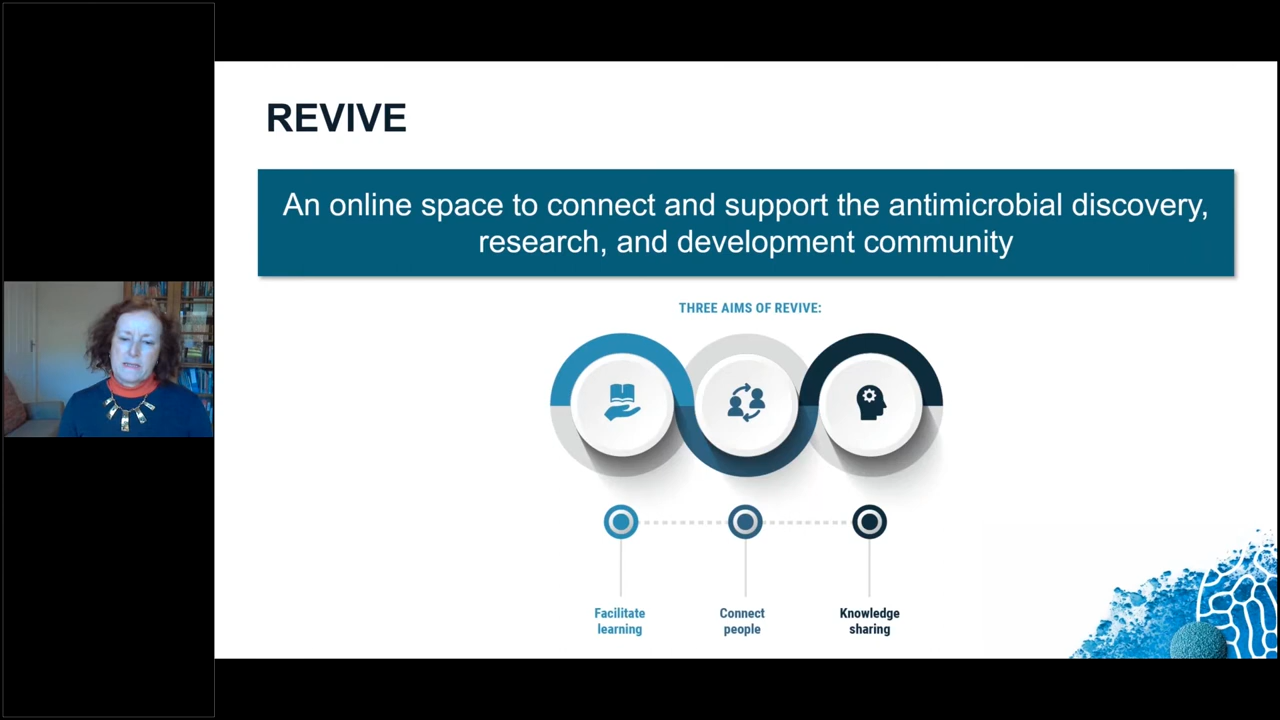 REVIVE
An online space to connect and support the antimicrobial discovery,
research, and development community
THREE AIMS OF REVIVE:
Facilitate
learning
Connect
people
Knowledge
sharing